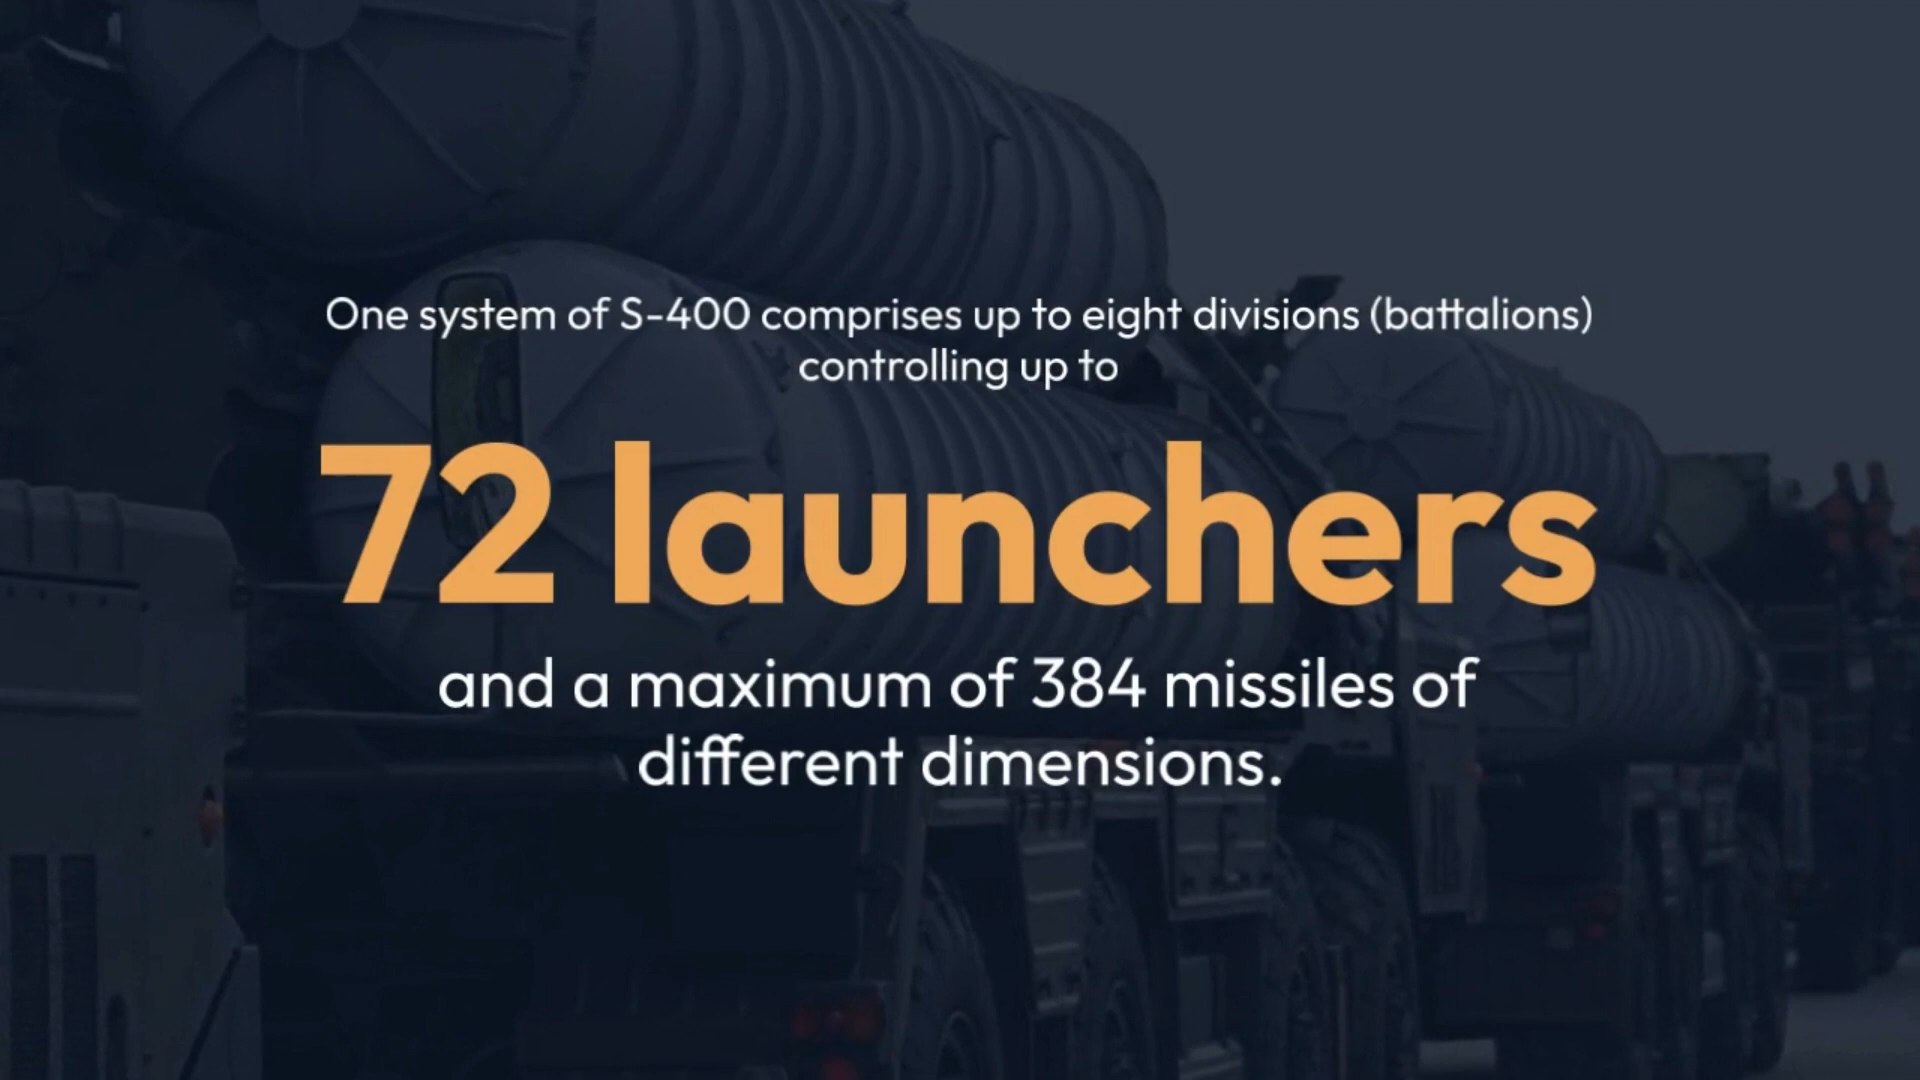 One system of S-400 comprises up to eight divisions (battalions)
controlling up to
72 launchers
and a maximum of 384 missiles of
different dimensions.